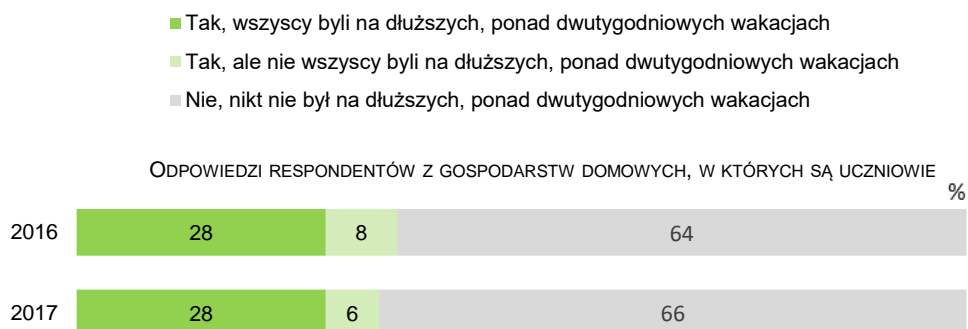 Tak, wszyscy byli na dłuższych, ponad dwutygodniowych wakacjach
Tak, ale nie wszyscy byli na dłuższych, ponad dwutygodniowych wakacjach
Nie, nikt nie był na dłuższych, ponad dwutygodniowych wakacjach
ODPOWIEDZI RESPONDENTÓW Z GOSPODARSTW DOMOWYCH, W KTÓRYCH SĄ UCZNIOWIE
%
2016 28 8 64
2017 28 6 66